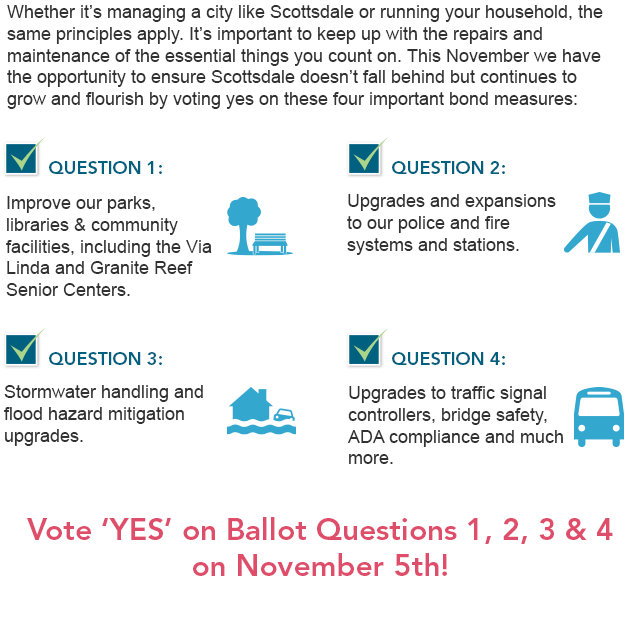 Whether it's managing a city like Scottsdale or running your household, the
same principles apply. It's important to keep up with the repairs and
maintenance of the essential things you count on. This November we have
the opportunity to ensure Scottsdale doesn't fall behind but continues to
grow and flourish by voting yes on these four important bond measures:
QUESTION 1:
Improve our parks,
libraries & community
facilities, including the Via
Linda and Granite Reef
Senior Centers.
QUESTION 2:
Upgrades and expansions
to our police and fire
systems and stations.
QUESTION 3:
Stormwater handling and
flood hazard mitigation
upgrades.
QUESTION 4:
Upgrades to traffic signal
controllers, bridge safety,
ADA compliance and much
more.
Vote ‘YES’ on Ballot Questions 1, 2, 3 & 4
on November 5th!